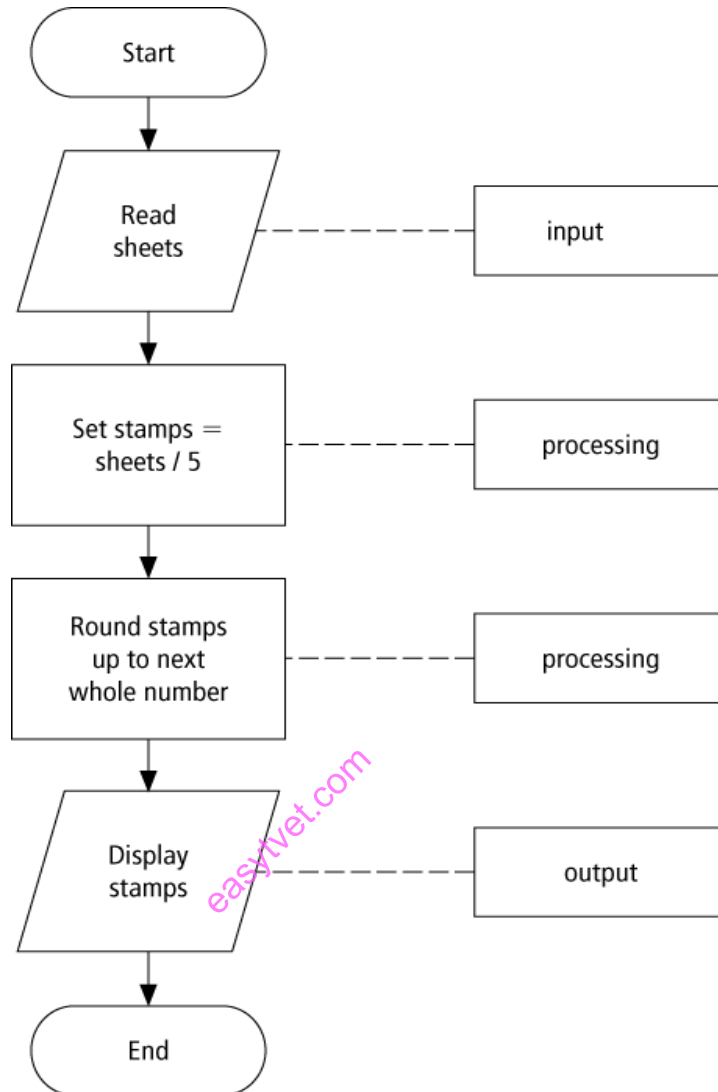 Start
Read
sheets
input
Set stamps =
sheets / 5
processing
Round stamps
up to next
whole number
processing
Display
stamps
output
End
easytvet.com